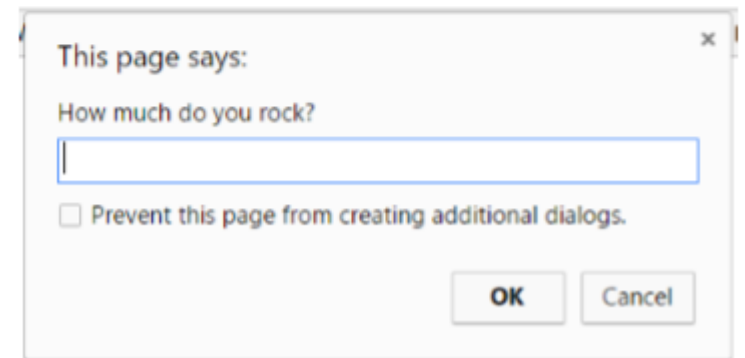 This page says:
How much do you rock?
Prevent this page from creating additional dialogs.
OK Cancel